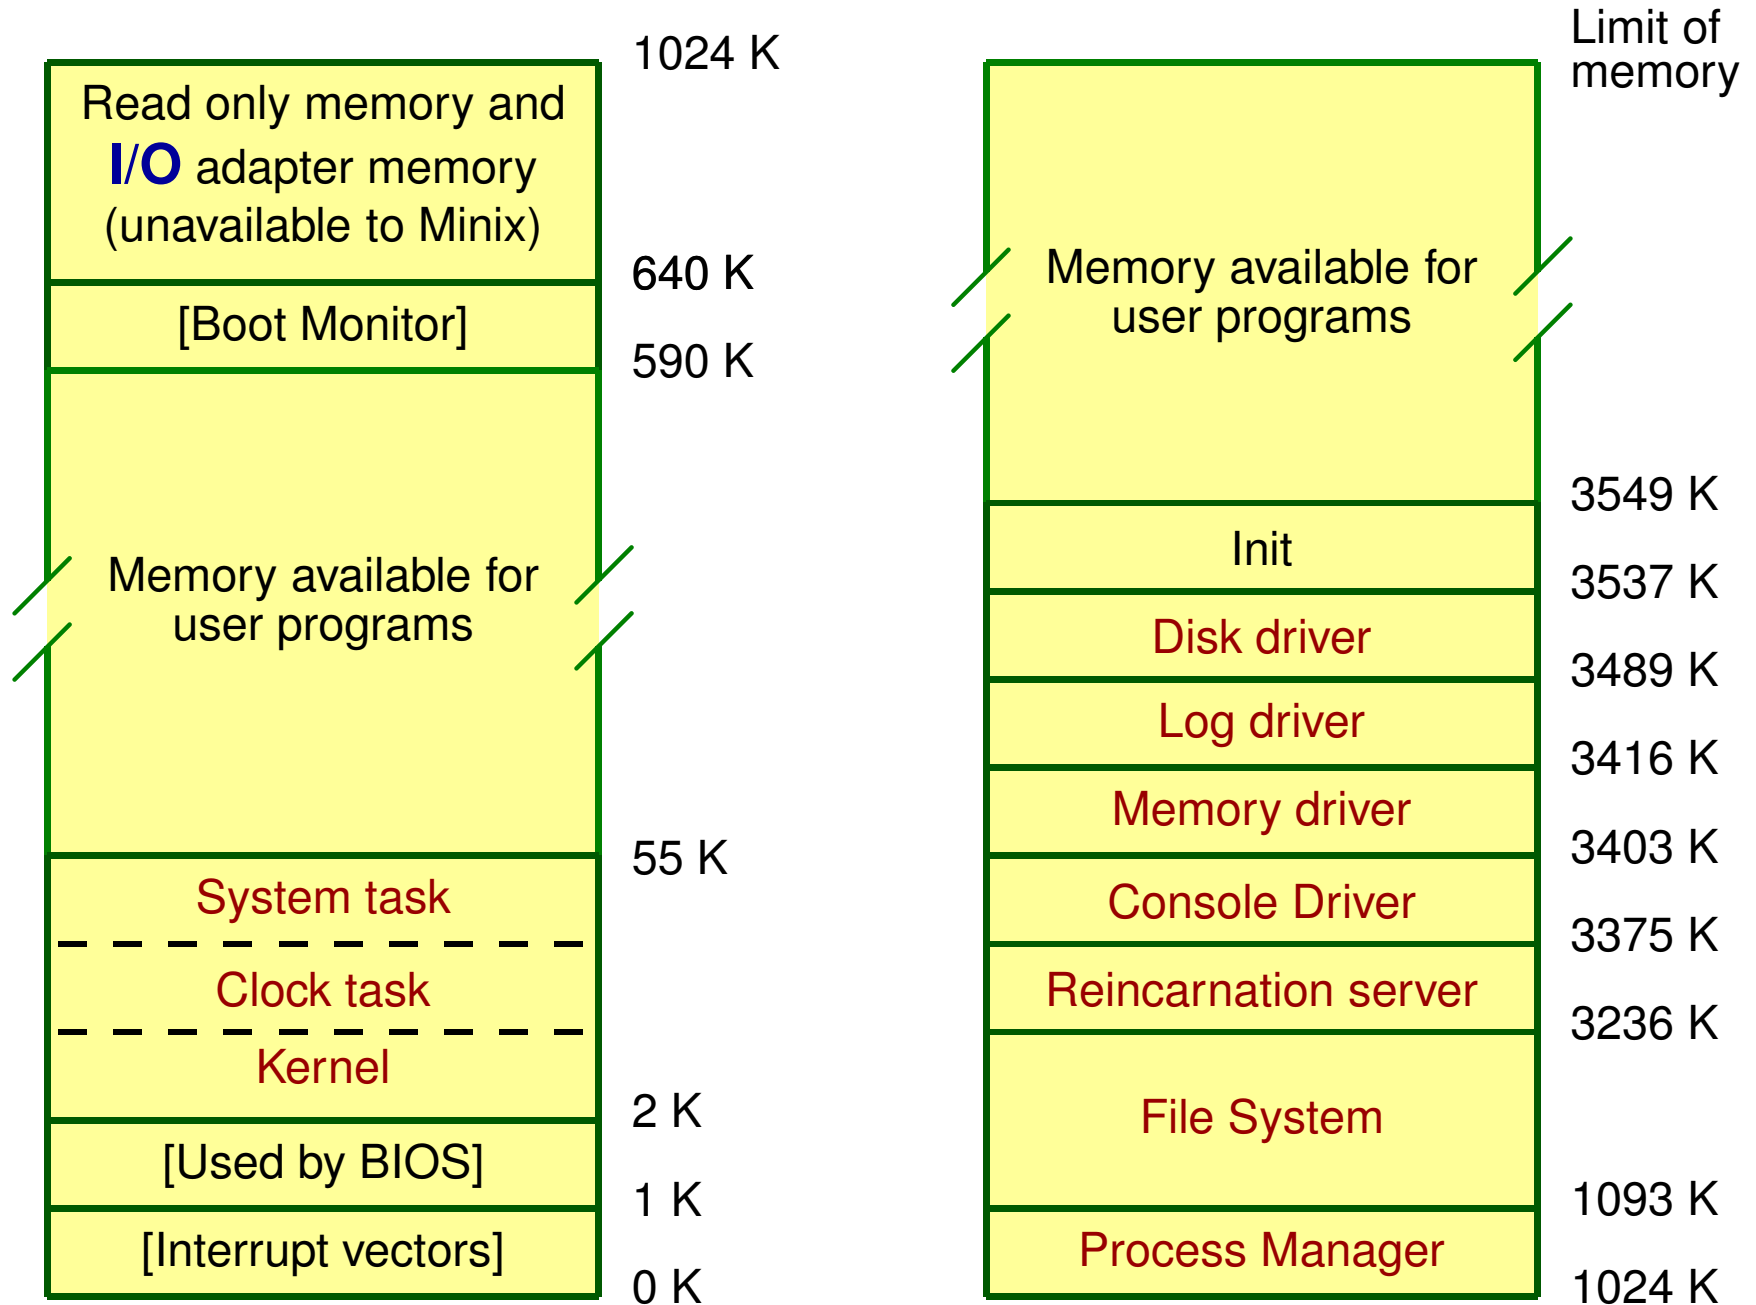 1024 K
Read only memory and
I/O adapter memory
(unavailable to Minix)
640 K
[Boot Monitor]
590 K
Memory available for
user programs
55 K
System task
Clock task
Kernel
2 K
[Used by BIOS]
1 K
[Interrupt vectors]
0 K
Limit of
memory
Memory available for
user programs
3549 K
Init
3537 K
Disk driver
3489 K
Log driver
3416 K
Memory driver
3403 K
Console Driver
3375 K
Reincarnation server
3236 K
File System
1093 K
Process Manager
1024 K